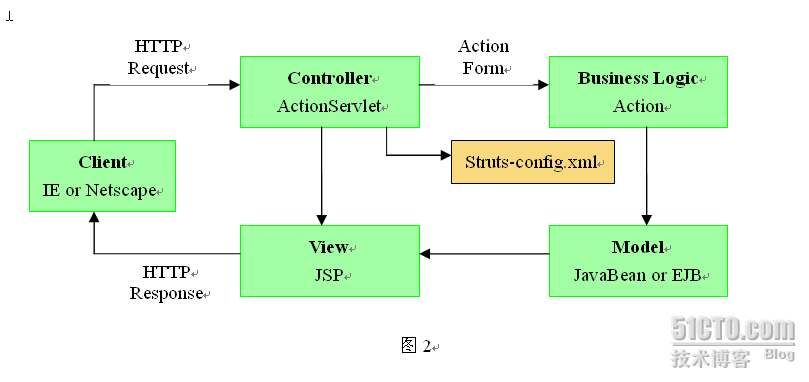 HTTP
Request
Controller
ActionServlet
Action
Form
Business Logic
Action
Client
IE or Netscape
Struts-config.xml
View
JSP
Model
JavaBean or EJB
HTTP
Response
图 2
51CTO.com
技术博客 Blog